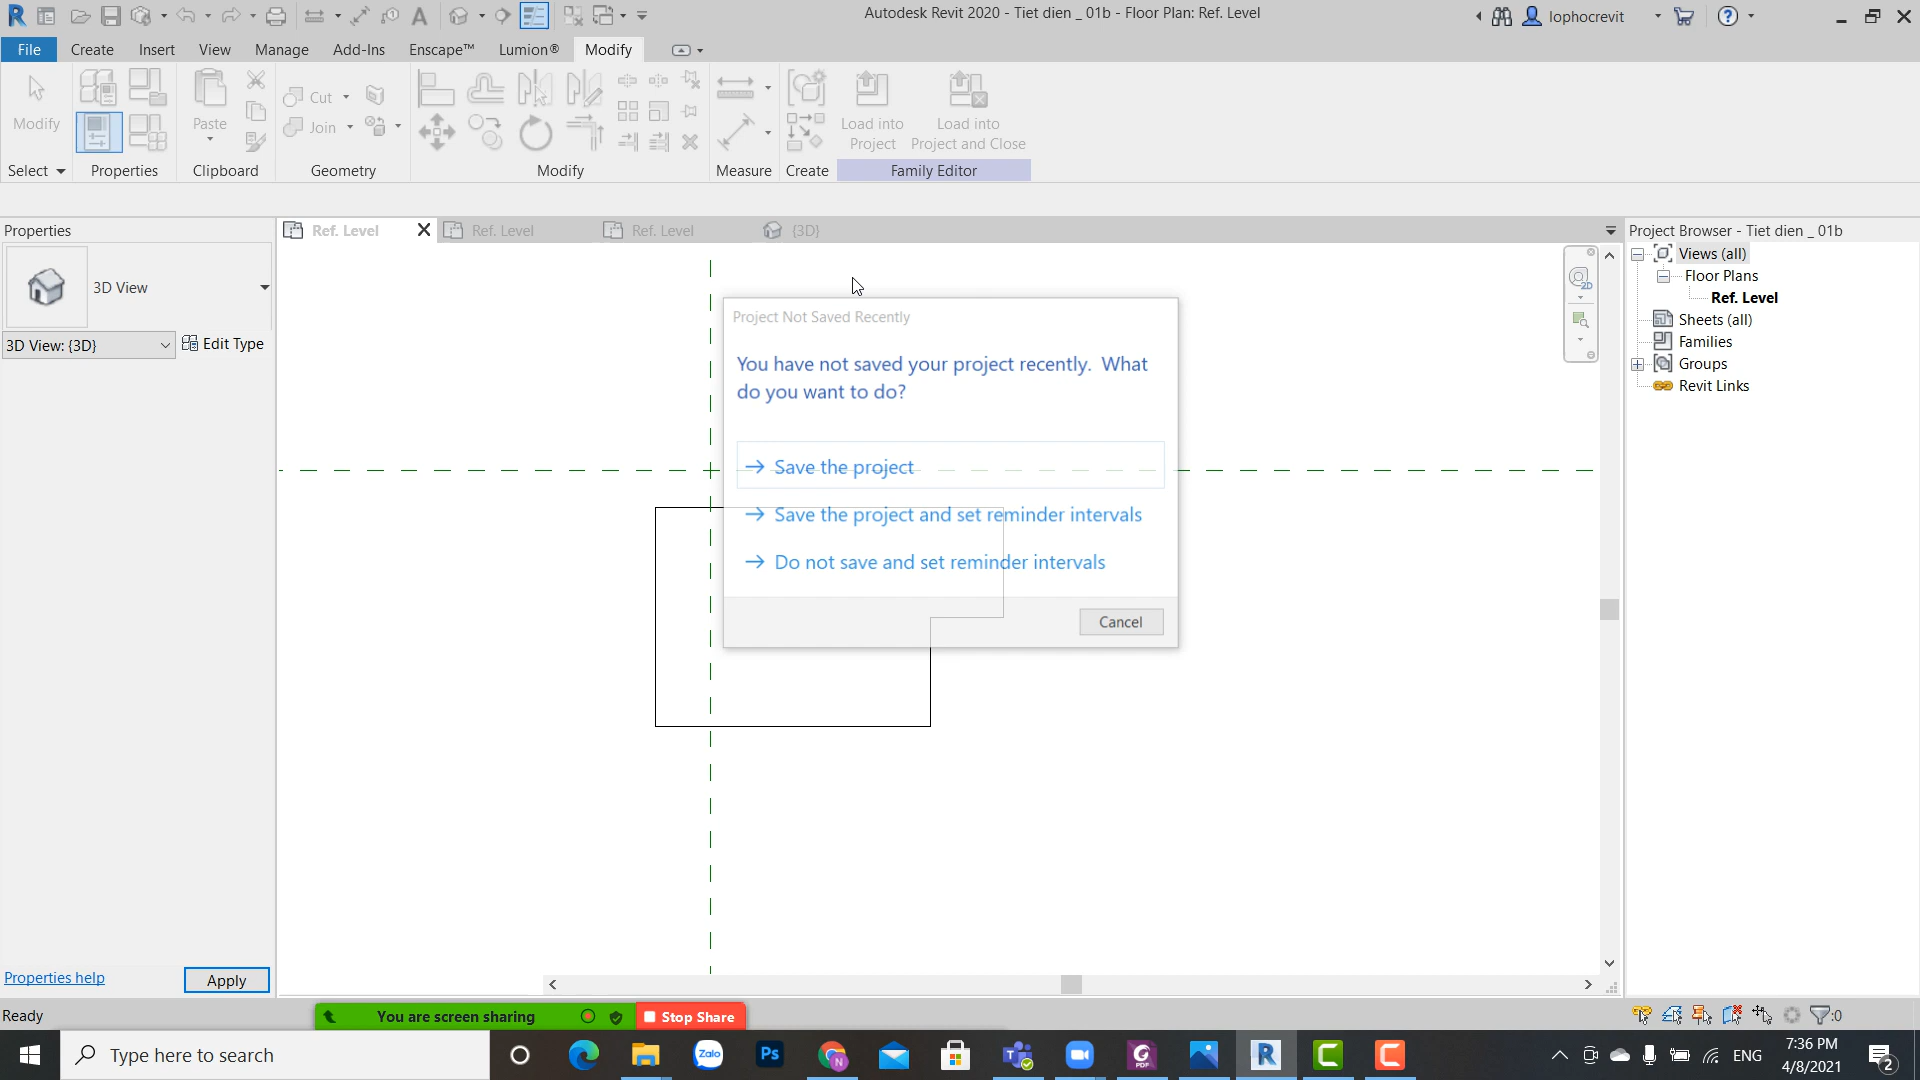 Autodesk Revit 2020 - Tiet dien _ 01b - Floor Plan: Ref. Level
lophocrevit
File Create Insert View Manage Add-Ins Enscape™ Lumion® Modify
Modify
Paste
Cut
Join
Load into Project
Load into Project and Close
Select Properties Clipboard Geometry Modify Measure Create Family Editor
Properties
Ref. Level
Ref. Level
Ref. Level
{3D}
Project Browser - Tiet dien _ 01b
3D View
3D View: {3D}
Edit Type
Views (all)
Floor Plans
Ref. Level
Sheets (all)
Families
Groups
Revit Links
2D
Project Not Saved Recently
You have not saved your project recently. What
do you want to do?
Save the project
Save the project and set reminder intervals
Do not save and set reminder intervals
Cancel
Properties help
Apply
Ready
You are screen sharing
Stop Share
:0
Type here to search
Zalo
Ps
N
PDF
R
C
C
ENG
7:36 PM
4/8/2021
2